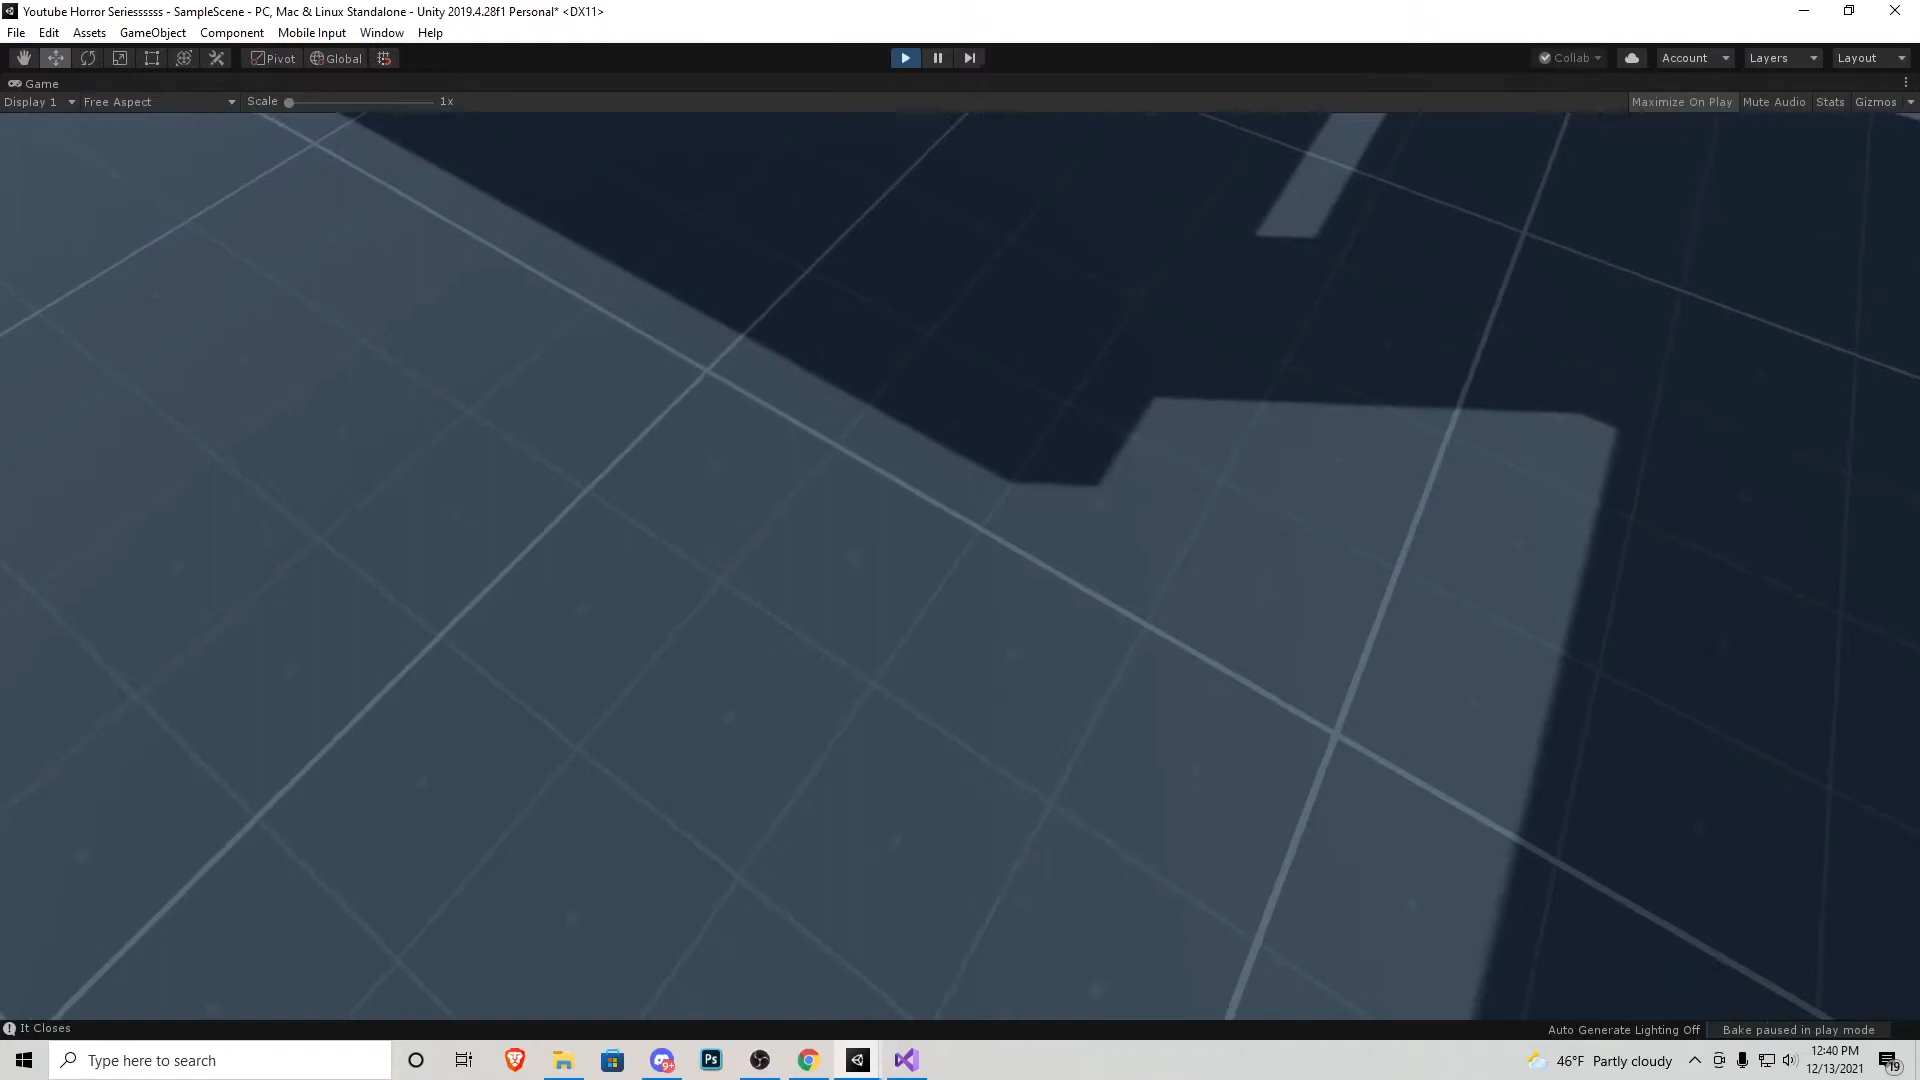 Youtube Horror Seriessssss - SampleScene - PC, Mac & Linux Standalone - Unity 2019.4.28f1 Personal* <DX11>
File Edit Assets GameObject Component Mobile Input Window Help
Pivot Global Collab Account Layers Layout
Game
Display 1 Free Aspect Scale 1x Maximize On Play Mute Audio Stats Gizmos
It Closes Auto Generate Lighting Off Bake paused in play mode
Type here to search 9+ Ps 46°F Partly cloudy 12:40 PM
12/13/2021 19